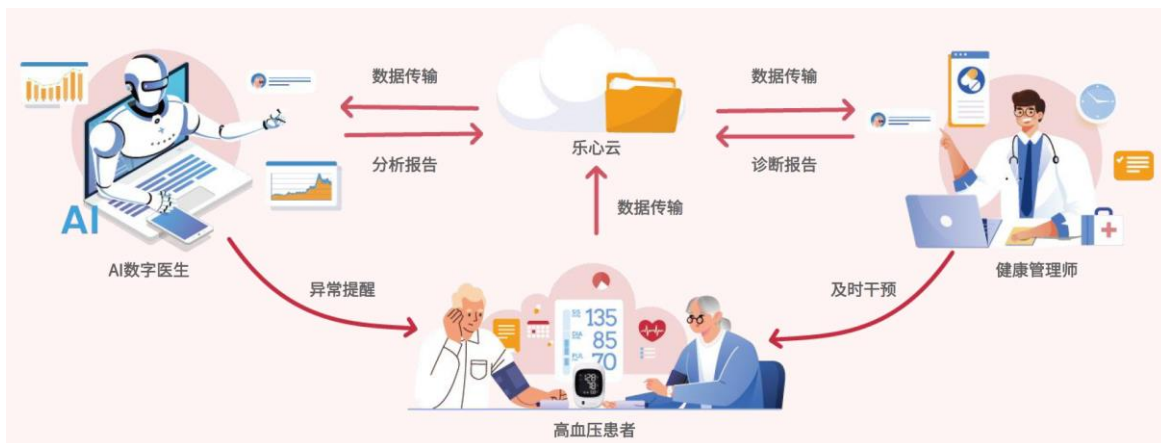 数据传输
数据传输
分析报告
乐心云
诊断报告
数据传输
AI
AI数字医生
健康管理师
异常提醒
及时干预
135
85
70
128
高血压患者